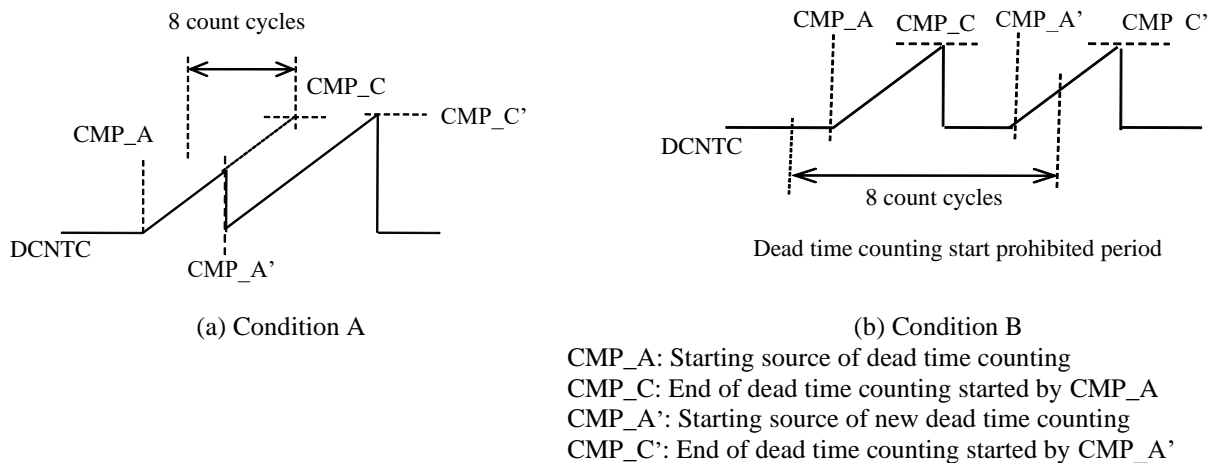 8 count cycles
CMP_A
CMP_C
CMP_C’
DCNTC
CMP_A’
(a) Condition A
CMP_A
CMP_C
CMP_A’
CMP C’
DCNTC
8 count cycles
Dead time counting start prohibited period
(b) Condition B
CMP_A: Starting source of dead time counting
CMP_C: End of dead time counting started by CMP_A
CMP_A’: Starting source of new dead time counting
CMP_C’: End of dead time counting started by CMP_A’